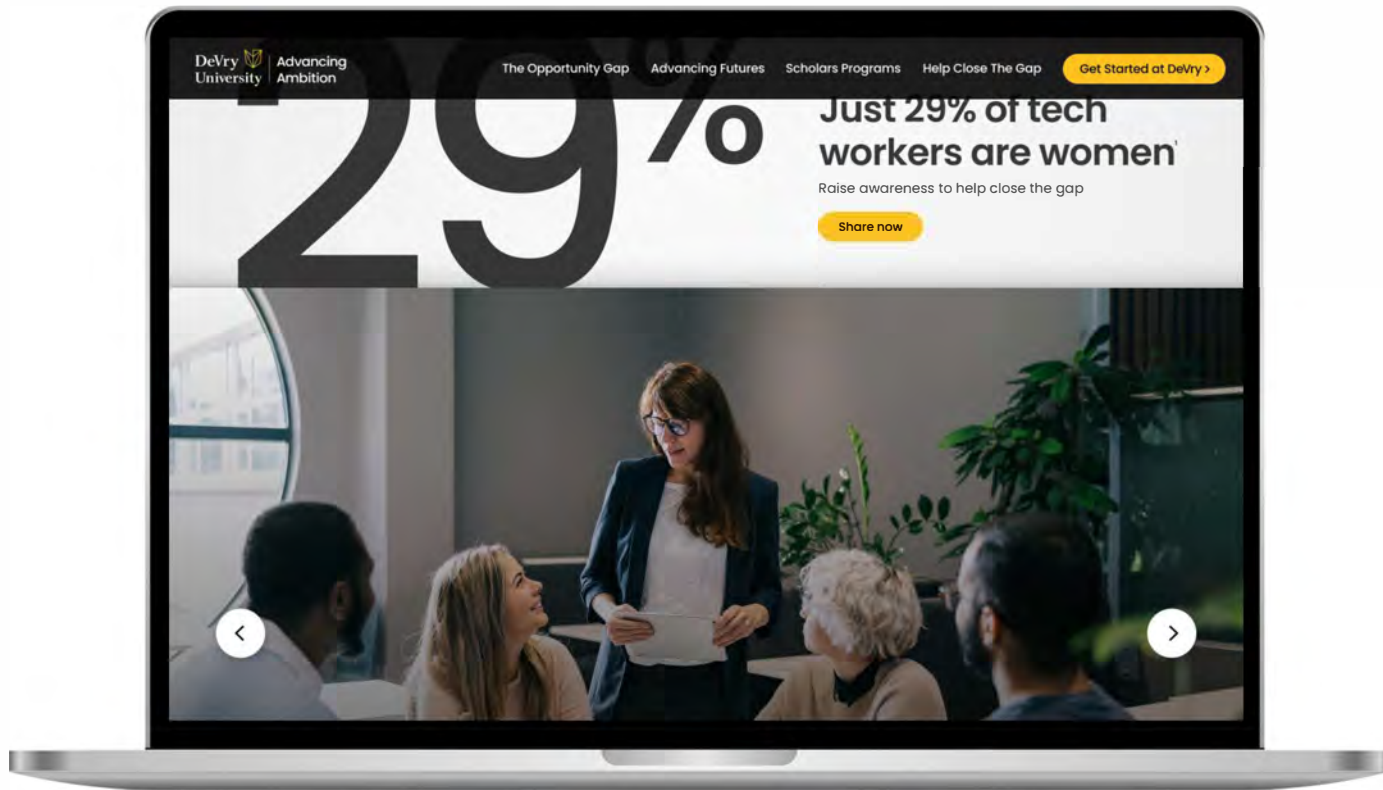 DeVry
University
Advancing
Ambition
The Opportunity Gap
Advancing Futures
Scholars Programs
Help Close The Gap
Get Started at DeVry >
29%
Just 29% of tech
workers are women¹
Raise awareness to help close the gap
Share now